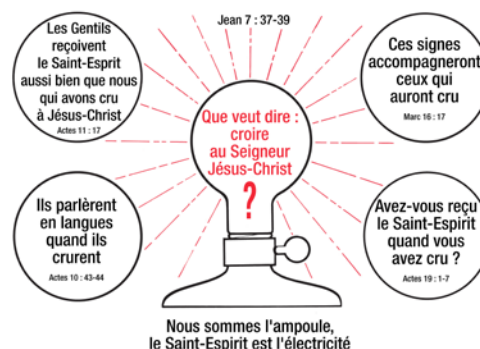 Jean 7 : 37-39
Les Gentils
reçoivent
le Saint-Esprit
aussi bien que nous
qui avons cru
à Jésus-Christ
Actes 11 : 17
Ces signes
accompagneront
ceux qui
auront cru
Marc 16 : 17
Que veut dire :
croire
au Seigneur
Jésus-Christ
?
Ils parlèrent
en langues
quand ils
crurent
Actes 10 : 43-44
Avez-vous reçu
le Saint-Espirit
quand vous
avez cru ?
Actes 19 : 1-7
Nous sommes l'ampoule,
le Saint-Esprit est l'électricité